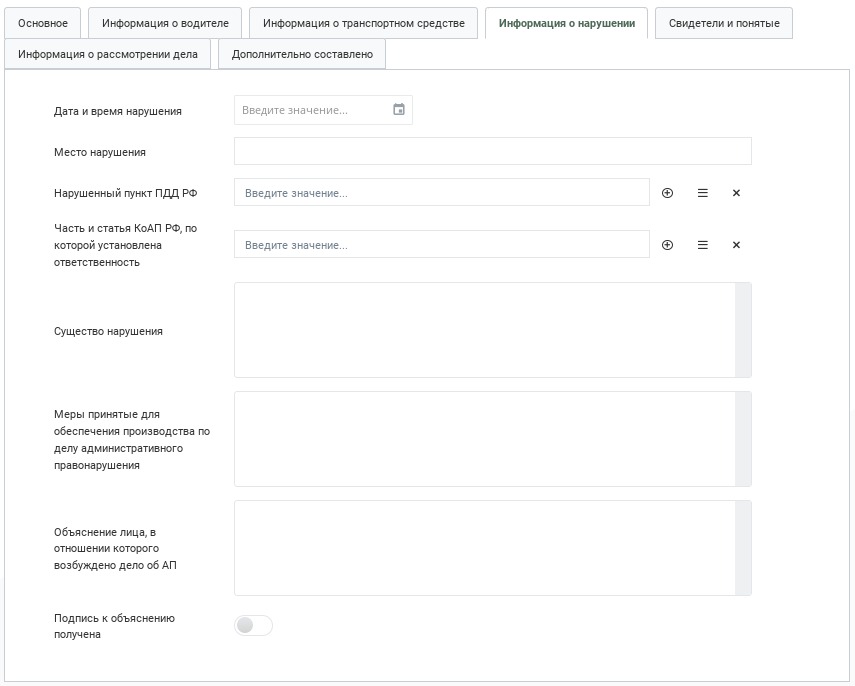 Основное
Информация о водителе
Информация о транспортном средстве
Информация о нарушении
Свидетели и понятые
Информация о рассмотрении дела
Дополнительно составлено
Дата и время нарушения
Введите значение...
Место нарушения
Нарушенный пункт ПДД РФ
Введите значение...
Часть и статья КоАП РФ, по
которой установлена
ответственность
Введите значение...
Существо нарушения
Меры принятые для
обеспечения производства по
делу административного
правонарушения
Объяснение лица, в
отношении которого
возбуждено дело об АП
Подпись к объяснению
получена